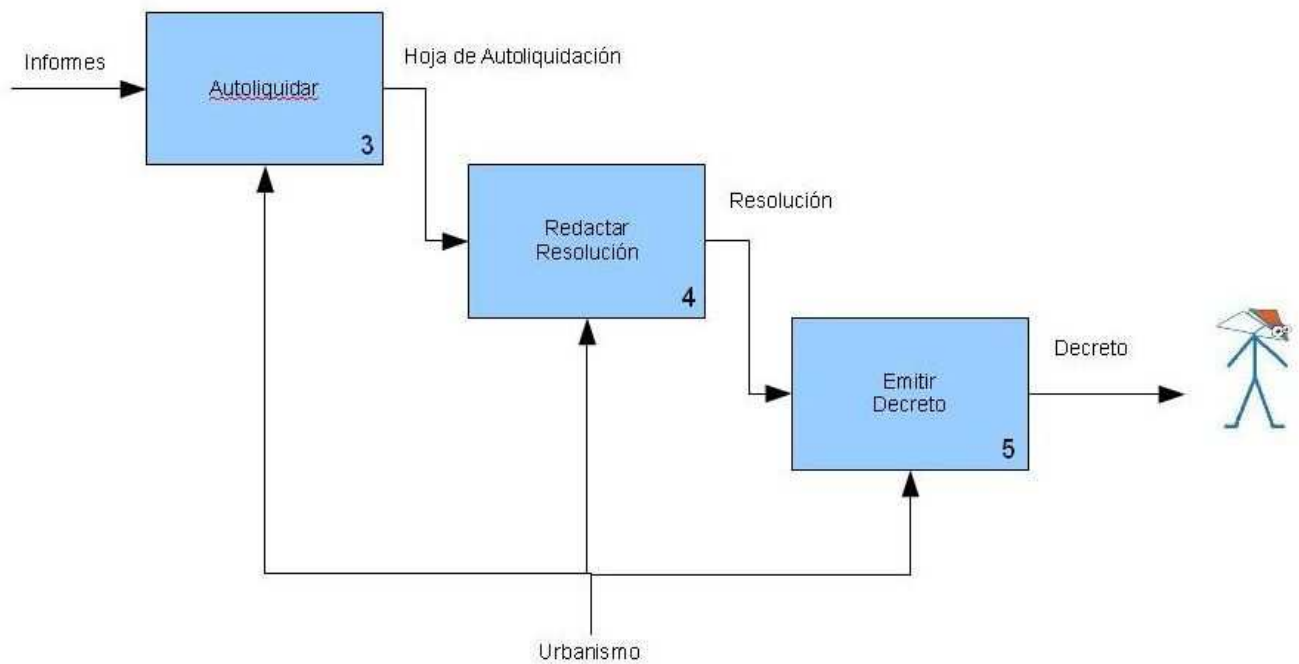 Informes
Autoliquidar
3
Hoja de Autoliquidación
Redactar
Resolución
4
Resolución
Emitir
Decreto
5
Decreto
Urbanismo